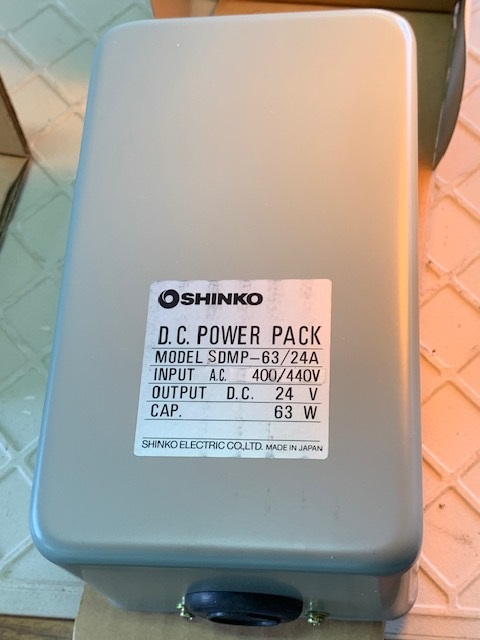 SHINKO
D.C. POWER PACK
MODEL SDMP-63/24A
INPUT A.C. 400/440V
OUTPUT D.C. 24 V
CAP. 63 W
SHINKO ELECTRIC CO.,LTD. MADE IN JAPAN